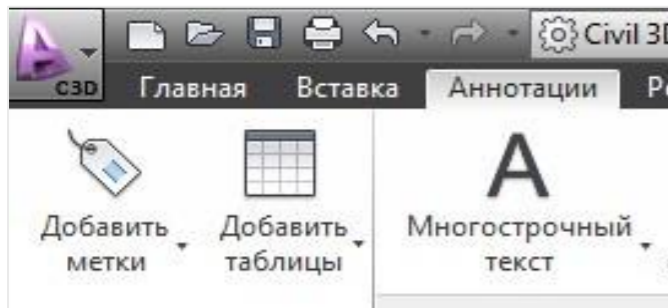 Civil 3D
C3D
Главная Вставка Аннотации
Добавить метки
Добавить таблицы
Многострочный текст